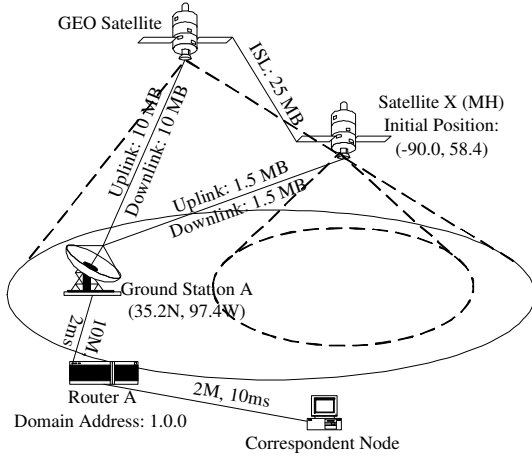 GEO Satellite
ISL: 25 MB
Satellite X (MH)
Initial Position:
(-90.0, 58.4)
Uplink: 10 MB
Downlink: 10 MB
Uplink: 1.5 MB
Downlink: 1.5 MB
Ground Station A
(35.2N, 97.4W)
10M,
2ms
Router A
Domain Address: 1.0.0
2M, 10ms
Correspondent Node